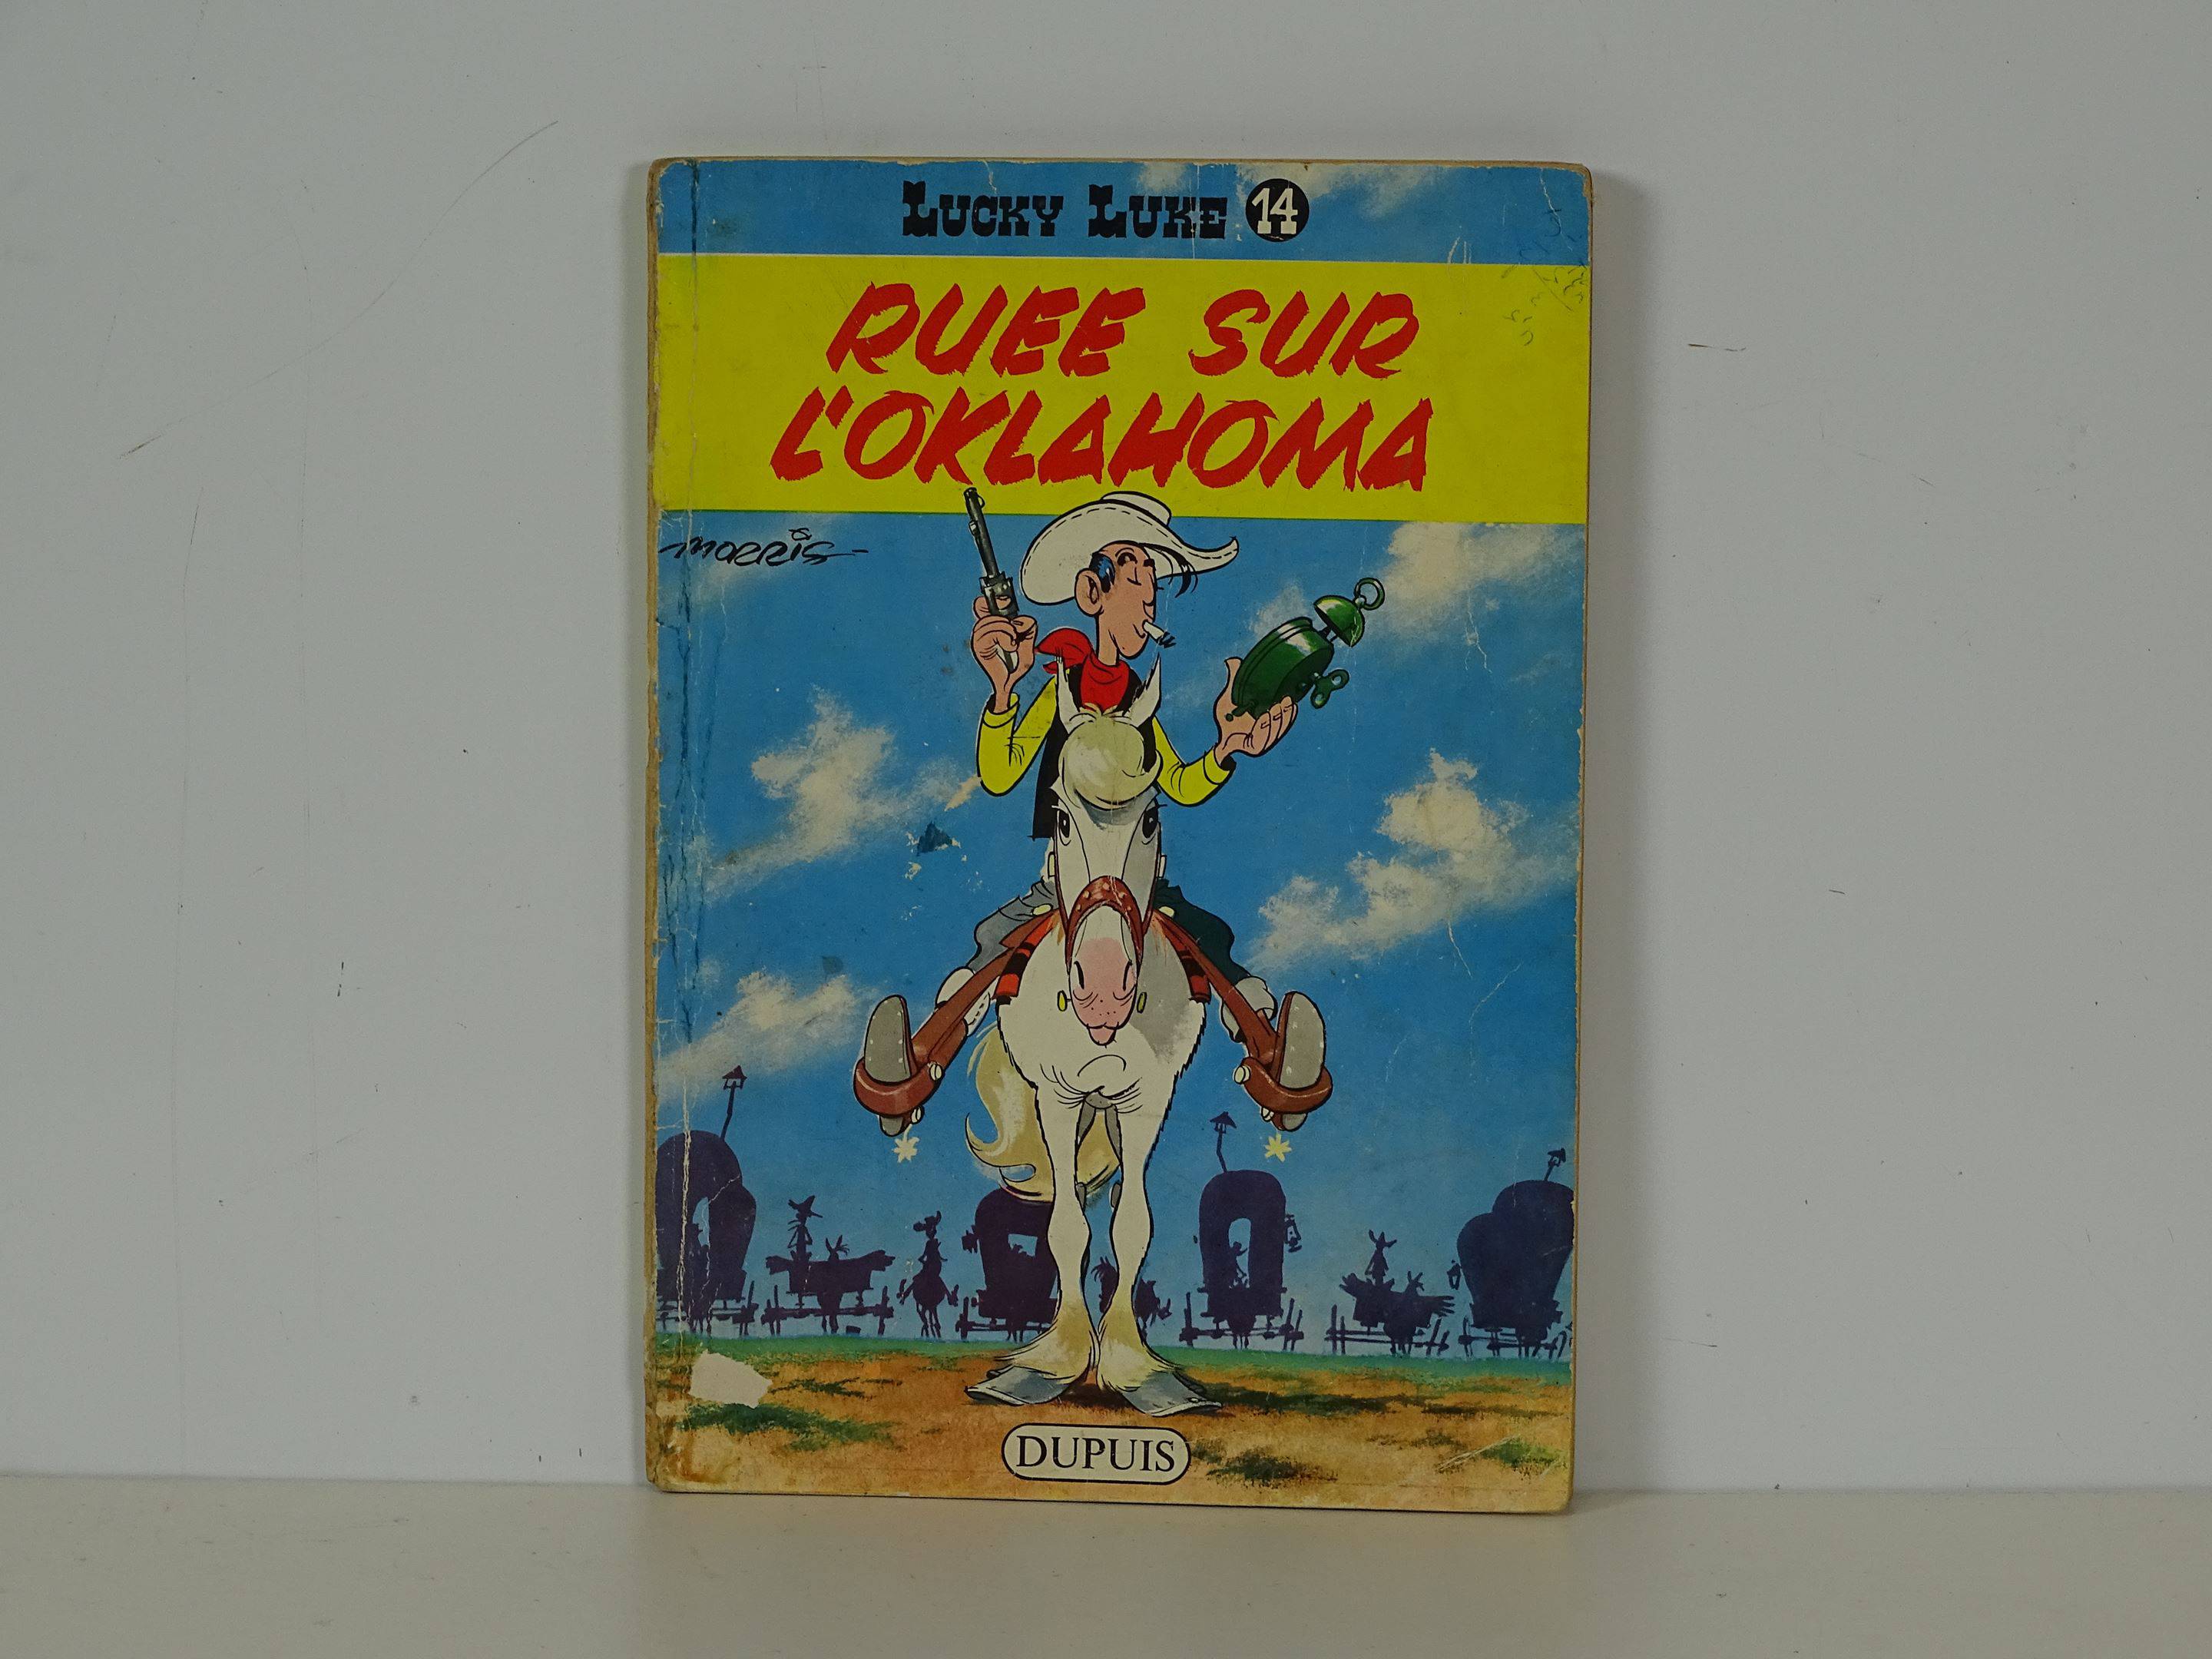 LUCKY LUKE 14
RUEE SUR
L'OKLAHOMA
MORRIS
DUPUIS